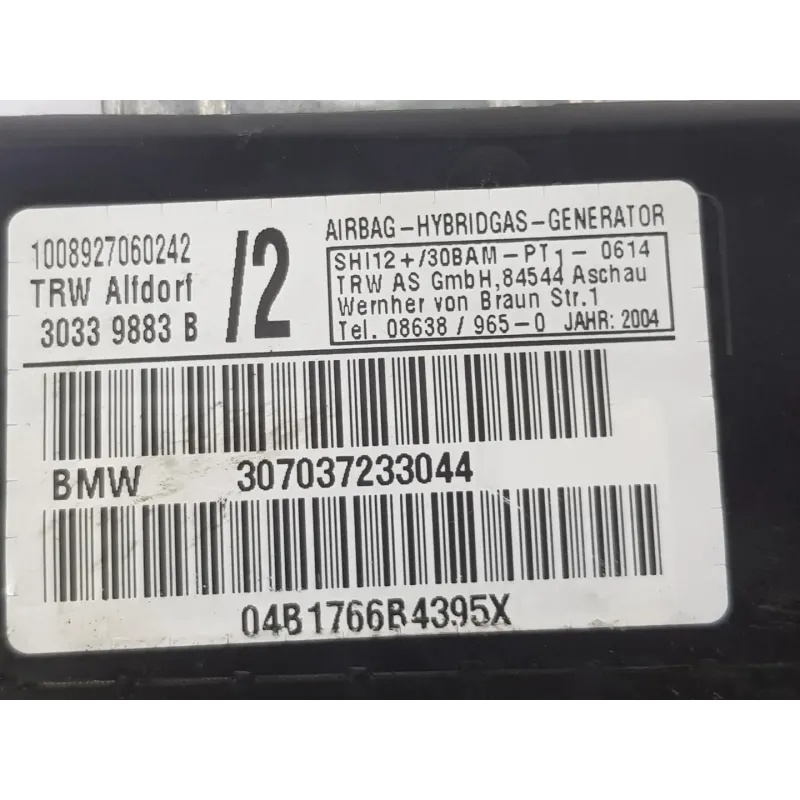 1008927060242
TRW Alfdorf
3033 9883 B
/2
AIRBAG-HYBRIDGAS-GENERATOR
SHI12+/30BAM-PT1- 0614
TRW AS GmbH,84544 Aschau
Wernher von Braun Str.1
Tel. 08638/965-0 JAHR: 2004
BMW 307037233044
04B1766B4395X